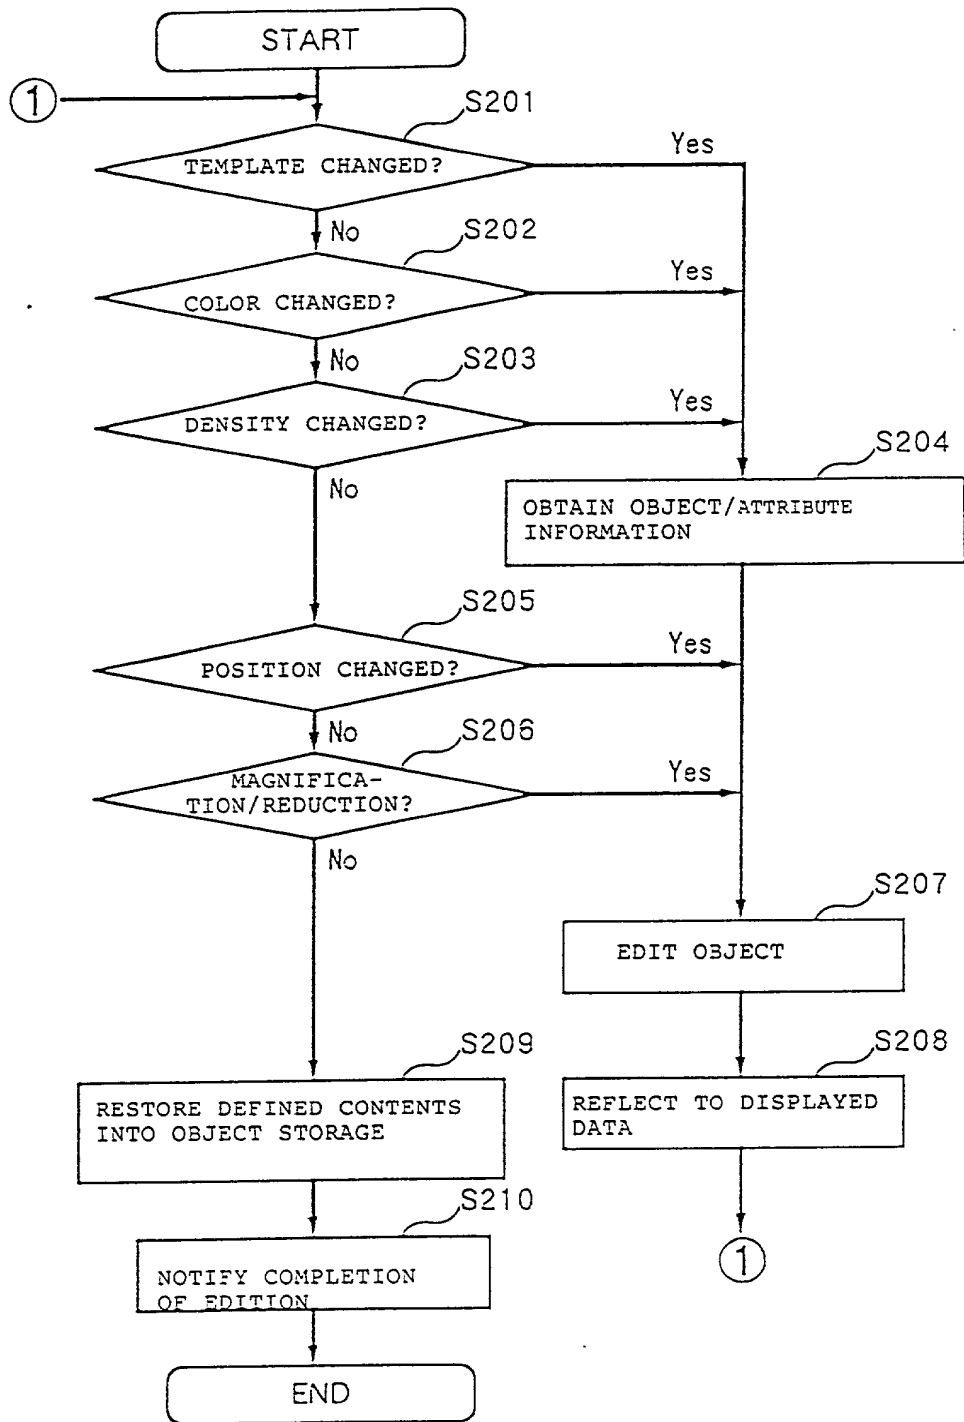 START
①
S201
TEMPLATE CHANGED?
Yes
No
S202
COLOR CHANGED?
Yes
No
S203
DENSITY CHANGED?
Yes
No
S204
OBTAIN OBJECT/ATTRIBUTE
INFORMATION
S205
POSITION CHANGED?
Yes
No
S206
MAGNIFICA-
TION/REDUCTION?
Yes
No
S207
EDIT OBJECT
S208
REFLECT TO DISPLAYED
DATA
①
S209
RESTORE DEFINED CONTENTS
INTO OBJECT STORAGE
S210
NOTIFY COMPLETION
OF EDITION
END